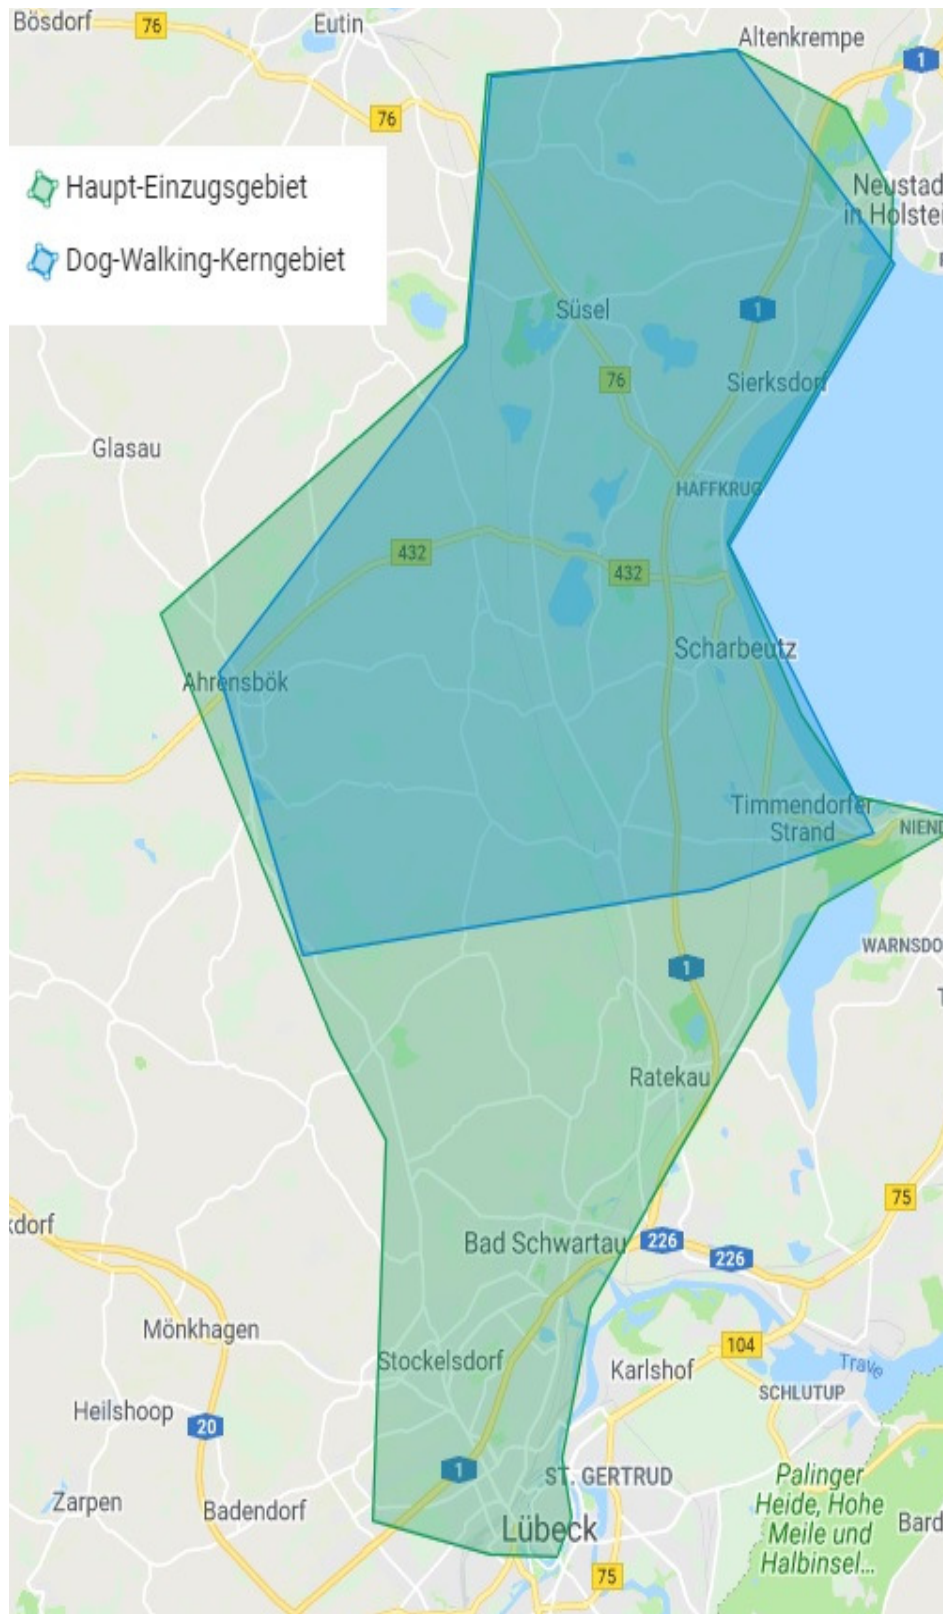 Bösdorf
76
Eutin
Altenkrempe
1
76
Haupt-Einzugsgebiet
Neustad
in Holstei
Dog-Walking-Kerngebiet
Süsel
1
76
Sierksdorf
Glasau
HAFFKRUG
432
432
Scharbeutz
Ahrensbök
Timmendorfer
Strand
NIEND
WARNSDO
1
T
Ratekau
75
kdorf
Bad Schwartau
226
226
Mönkhagen
104
Stockelsdorf
Karlshof
Trave
SCHLUTUP
Heilshoop
20
1
ST. GERTRUD
Palinger
Heide, Hohe
Meile und
Halbinsel...
Zarpen
Badendorf
Lübeck
Bard
75